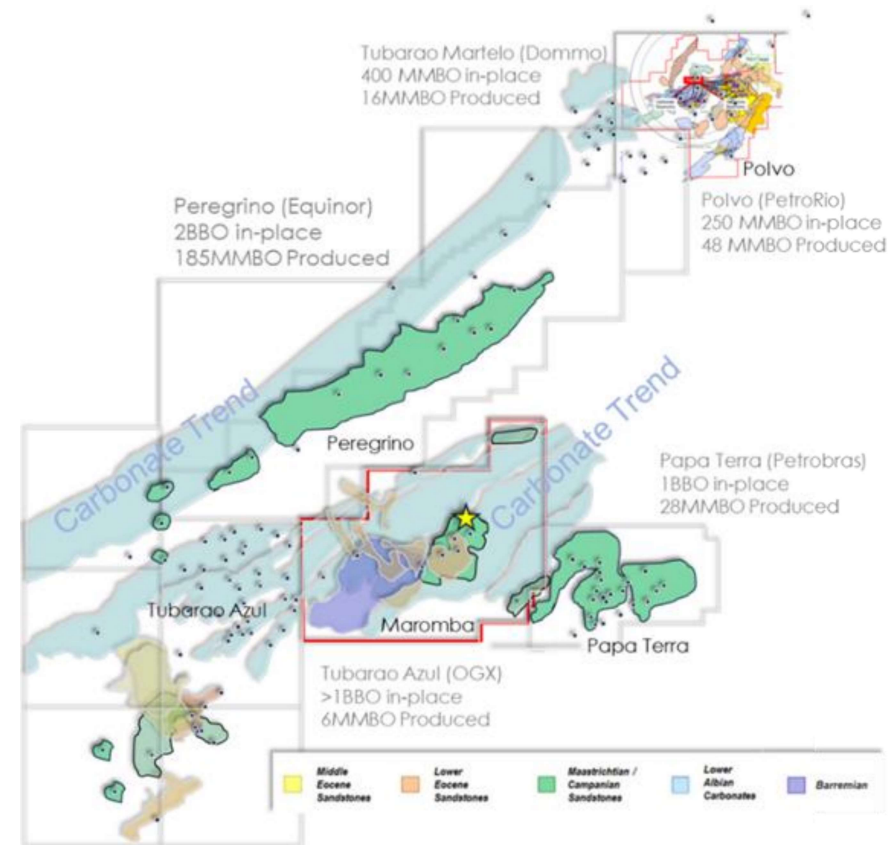 Tubarao Martelo (Dommo)
400 MMBO in-place
16MMBO Produced
Polvo
Peregrino (Equinor)
2BBO in-place
185MMBO Produced
Polvo (PetroRio)
250 MMBO in-place
48 MMBO Produced
Carbonate Trend
Peregrino
Carbonate Trend
Papa Terra (Petrobras)
1BBO in-place
28MMBO Produced
Tubarao Azul
Maromba
Papa Terra
Tubarao Azul (OGX)
>1BBO in-place
6MMBO Produced
Middle
Eocene
Sandstones
Lower
Eocene
Sandstones
Maastrichtian /
Campanian
Sandstones
Lower
Albian
Carbonates
Barremian